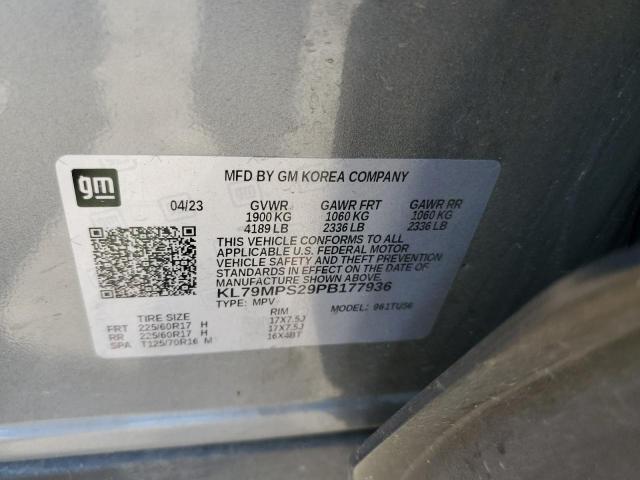 gm
MFD BY GM KOREA COMPANY
04/23 GVWR GAWR FRT GAWR RR
1900 KG 1060 KG 1060 KG
4189 LB 2336 LB 2336 LB
THIS VEHICLE CONFORMS TO ALL
APPLICABLE U.S. FEDERAL MOTOR
VEHICLE SAFETY AND THEFT PREVENTION
STANDARDS IN EFFECT ON THE DATE OF
MANUFACTURE SHOWN ABOVE.
KL79MPS29PB177936
TYPE: MPV MODEL: 961TU56
TIRE SIZE RIM
FRT 225/60R17 H 17X7.5J
RR 225/60R17 H 17X7.5J
SPA T125/70R16 M 16X4BT